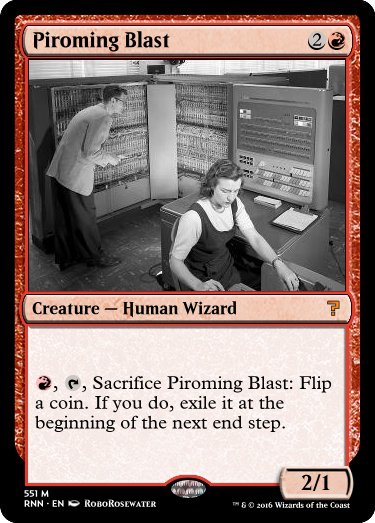 Piroming Blast 2
Creature — Human Wizard
, , Sacrifice Piroming Blast: Flip
a coin. If you do, exile it at the
beginning of the next end step.
2/1
551 M
RNN • EN RoboRosewater
™ & © 2016 Wizards of the Coast